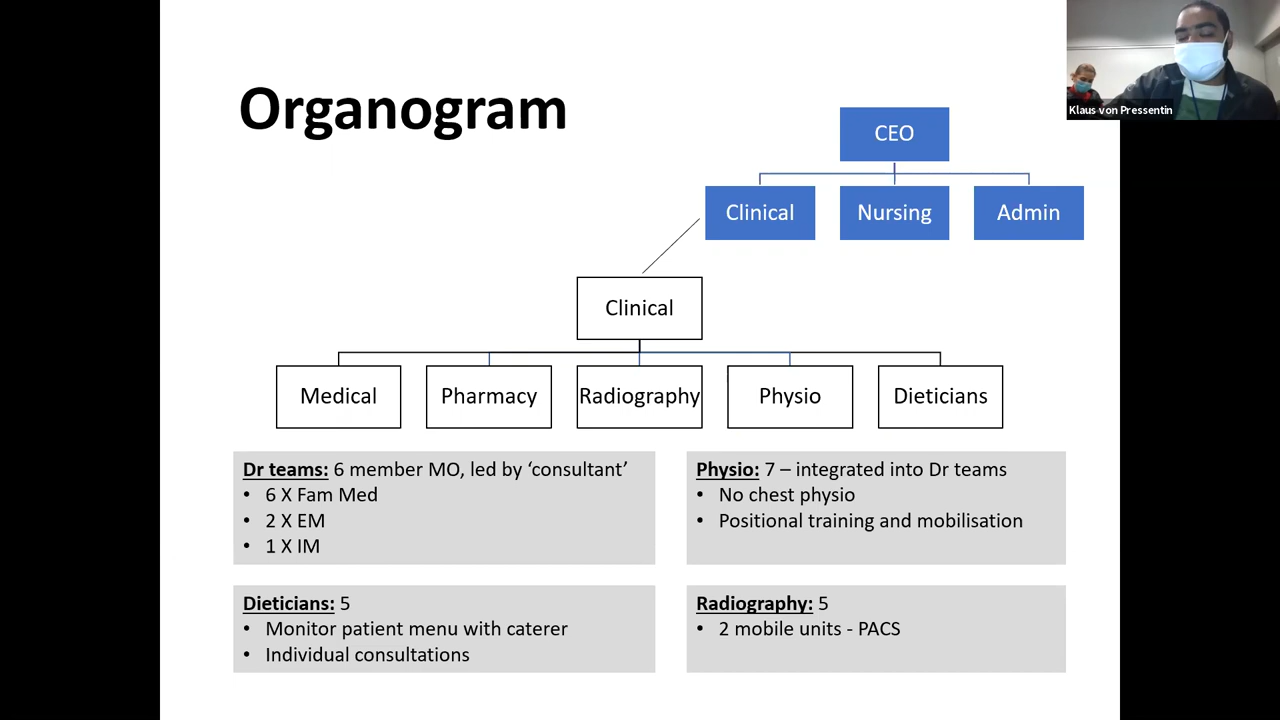 Organogram
Klaus von Pressentin
CEO
Clinical
Nursing
Admin
Clinical
Medical
Pharmacy
Radiography
Physio
Dieticians
Dr teams: 6 member MO, led by ‘consultant’
• 6 X Fam Med
• 2 X EM
• 1 X IM
Physio: 7 – integrated into Dr teams
• No chest physio
• Positional training and mobilisation
Dieticians: 5
• Monitor patient menu with caterer
• Individual consultations
Radiography: 5
• 2 mobile units - PACS